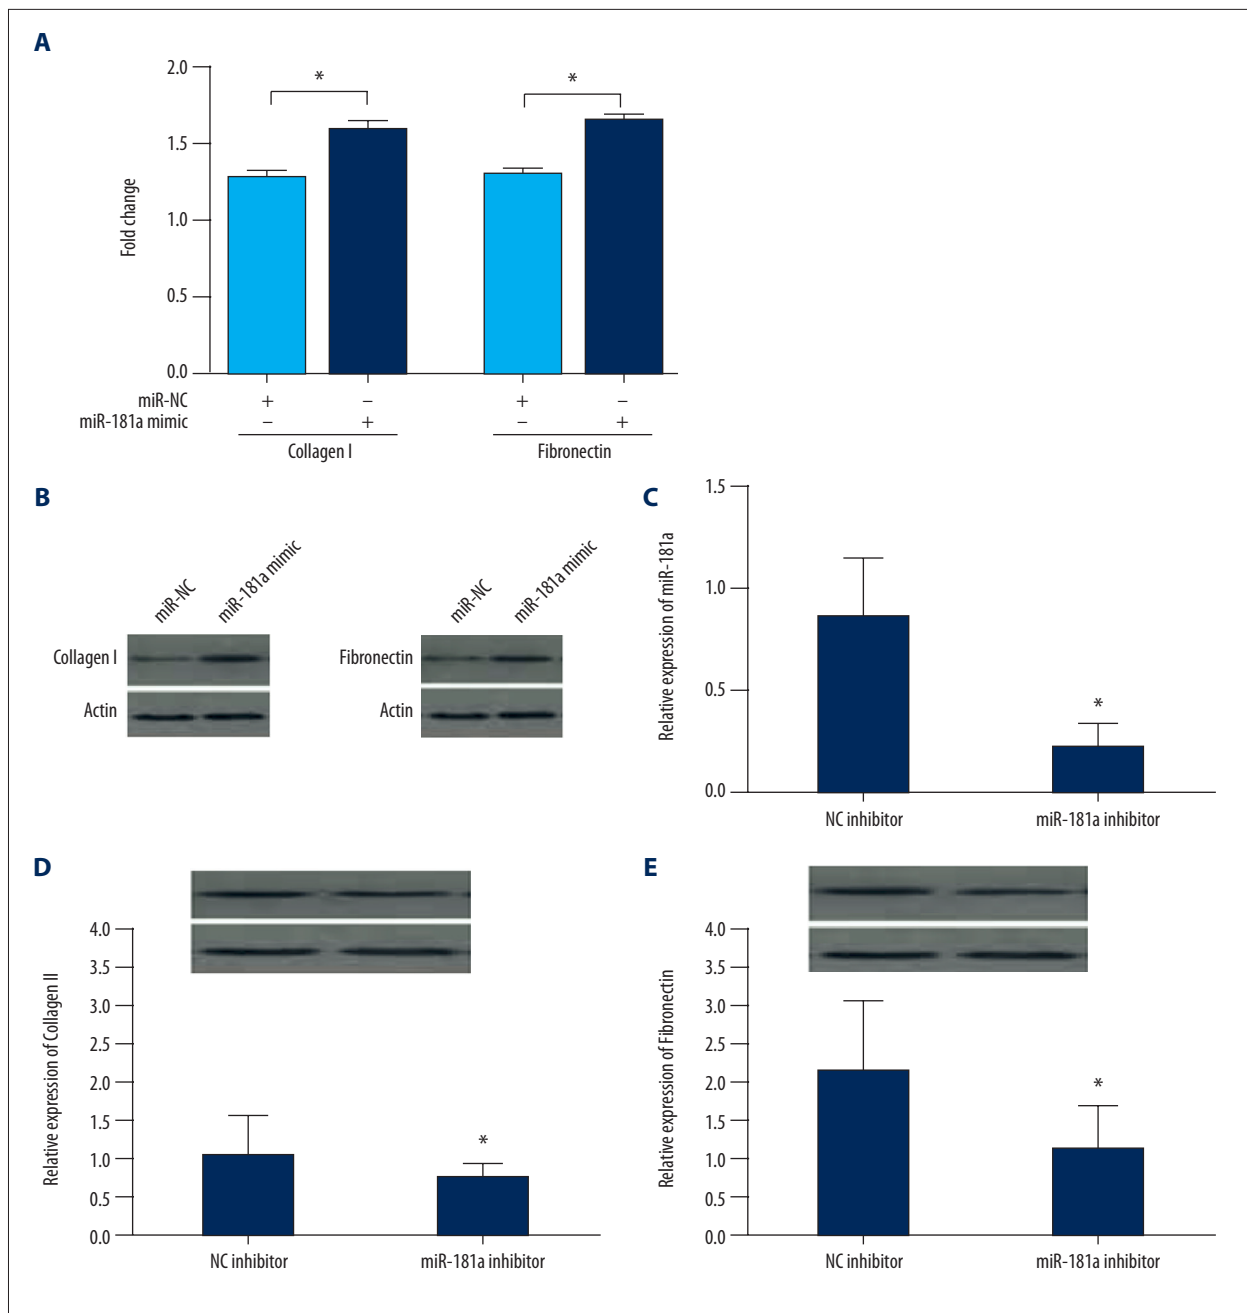 A
2.0
*
*
1.5
1.0
0.5
0.0
Fold change
miR-NC + – + –
miR-181a mimic – + – +
Collagen I Fibronectin
B
miR-NC miR-181a mimic miR-NC miR-181a mimic
Collagen I Fibronectin
Actin Actin
C
1.5
1.0
0.5
0.0
Relative expression of miR-181a
*
NC inhibitor miR-181a inhibitor
D
4.0
3.5
3.0
2.5
2.0
1.5
1.0
0.5
0.0
Relative expression of Collagen II
*
NC inhibitor miR-181a inhibitor
E
4.0
3.5
3.0
2.5
2.0
1.5
1.0
0.5
0.0
Relative expression of Fibronectin
*
NC inhibitor miR-181a inhibitor